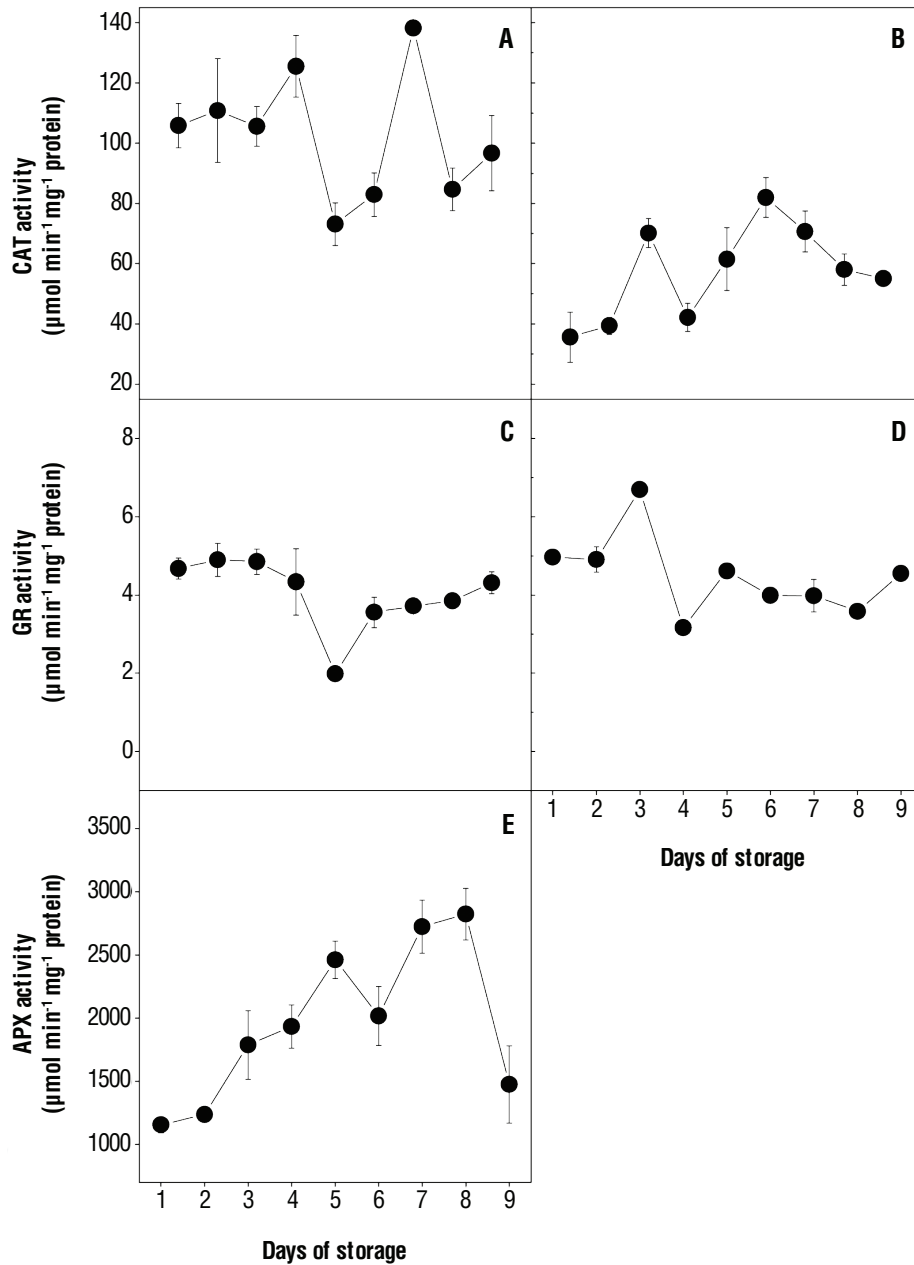 A
B
140
120
100
80
60
40
20
CAT activity
(µmol min⁻¹ mg⁻¹ protein)
C
D
8
6
4
2
0
GR activity
(µmol min⁻¹ mg⁻¹ protein)
1 2 3 4 5 6 7 8 9
Days of storage
E
3500
3000
2500
2000
1500
1000
APX activity
(µmol min⁻¹ mg⁻¹ protein)
1 2 3 4 5 6 7 8 9
Days of storage